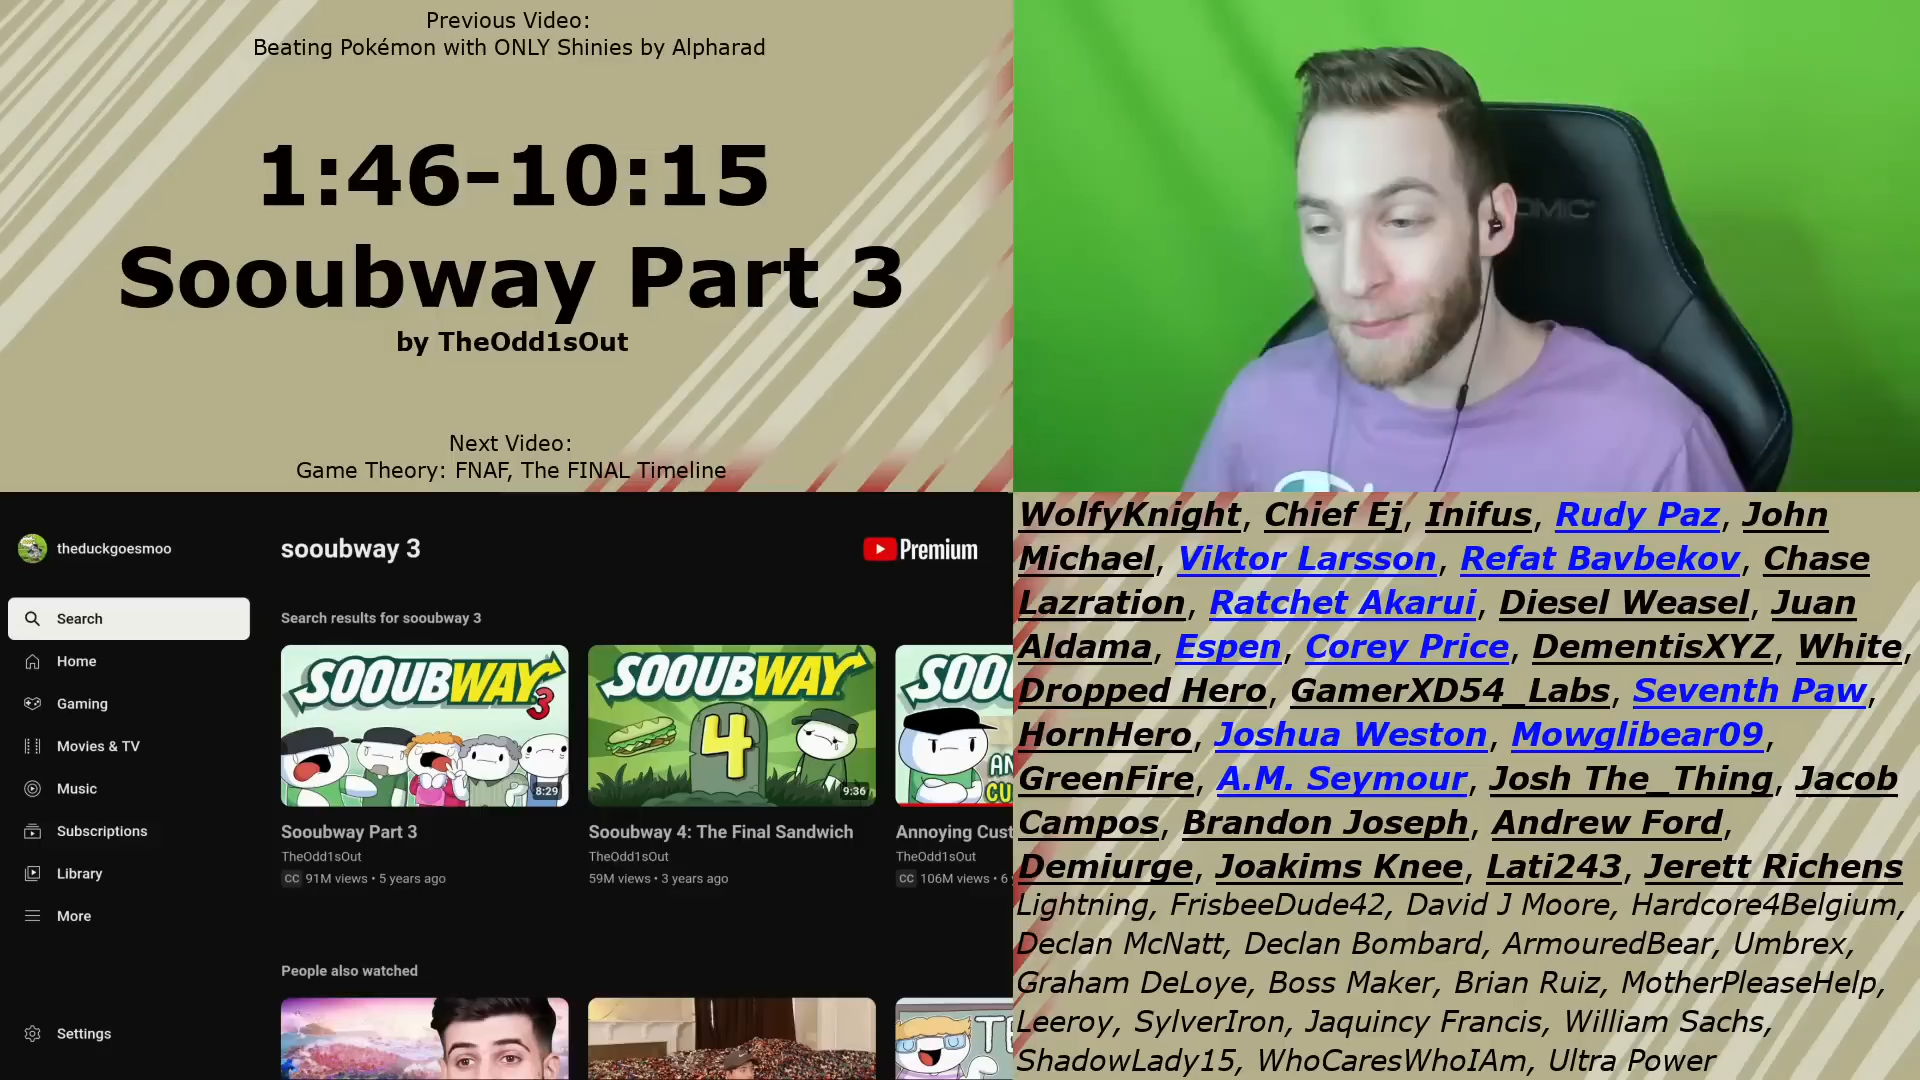 Previous Video:
Beating Pokémon with ONLY Shinies by Alpharad
1:46-10:15
Sooubway Part 3
by TheOdd1sOut
Next Video:
Game Theory: FNAF, The FINAL Timeline
OMIC
theduckgoesmoo
Search
Home
Gaming
Movies & TV
Music
Subscriptions
Library
More
Settings
sooubway 3
Premium
Search results for sooubway 3
SOOUBWAY 3
8:29
Sooubway Part 3
TheOdd1sOut
CC 91M views • 5 years ago
SOOUBWAY
4
9:36
Sooubway 4: The Final Sandwich
TheOdd1sOut
59M views • 3 years ago
SOOU
AN
CU
Annoying Cust
TheOdd1sOut
CC 106M views • 6
People also watched
WolfyKnight, Chief Ej, Inifus, Rudy Paz, John
Michael, Viktor Larsson, Refat Bavbekov, Chase
Lazration, Ratchet Akarui, Diesel Weasel, Juan
Aldama, Espen, Corey Price, DementisXYZ, White,
Dropped Hero, GamerXD54_Labs, Seventh Paw,
HornHero, Joshua Weston, Mowglibear09,
GreenFire, A.M. Seymour, Josh The_Thing, Jacob
Campos, Brandon Joseph, Andrew Ford,
Demiurge, Joakims Knee, Lati243, Jerett Richens
Lightning, FrisbeeDude42, David J Moore, Hardcore4Belgium,
Declan McNatt, Declan Bombard, ArmouredBear, Umbrex,
Graham DeLoye, Boss Maker, Brian Ruiz, MotherPleaseHelp,
Leeroy, SylverIron, Jaquincy Francis, William Sachs,
ShadowLady15, WhoCaresWhoIAm, Ultra Power